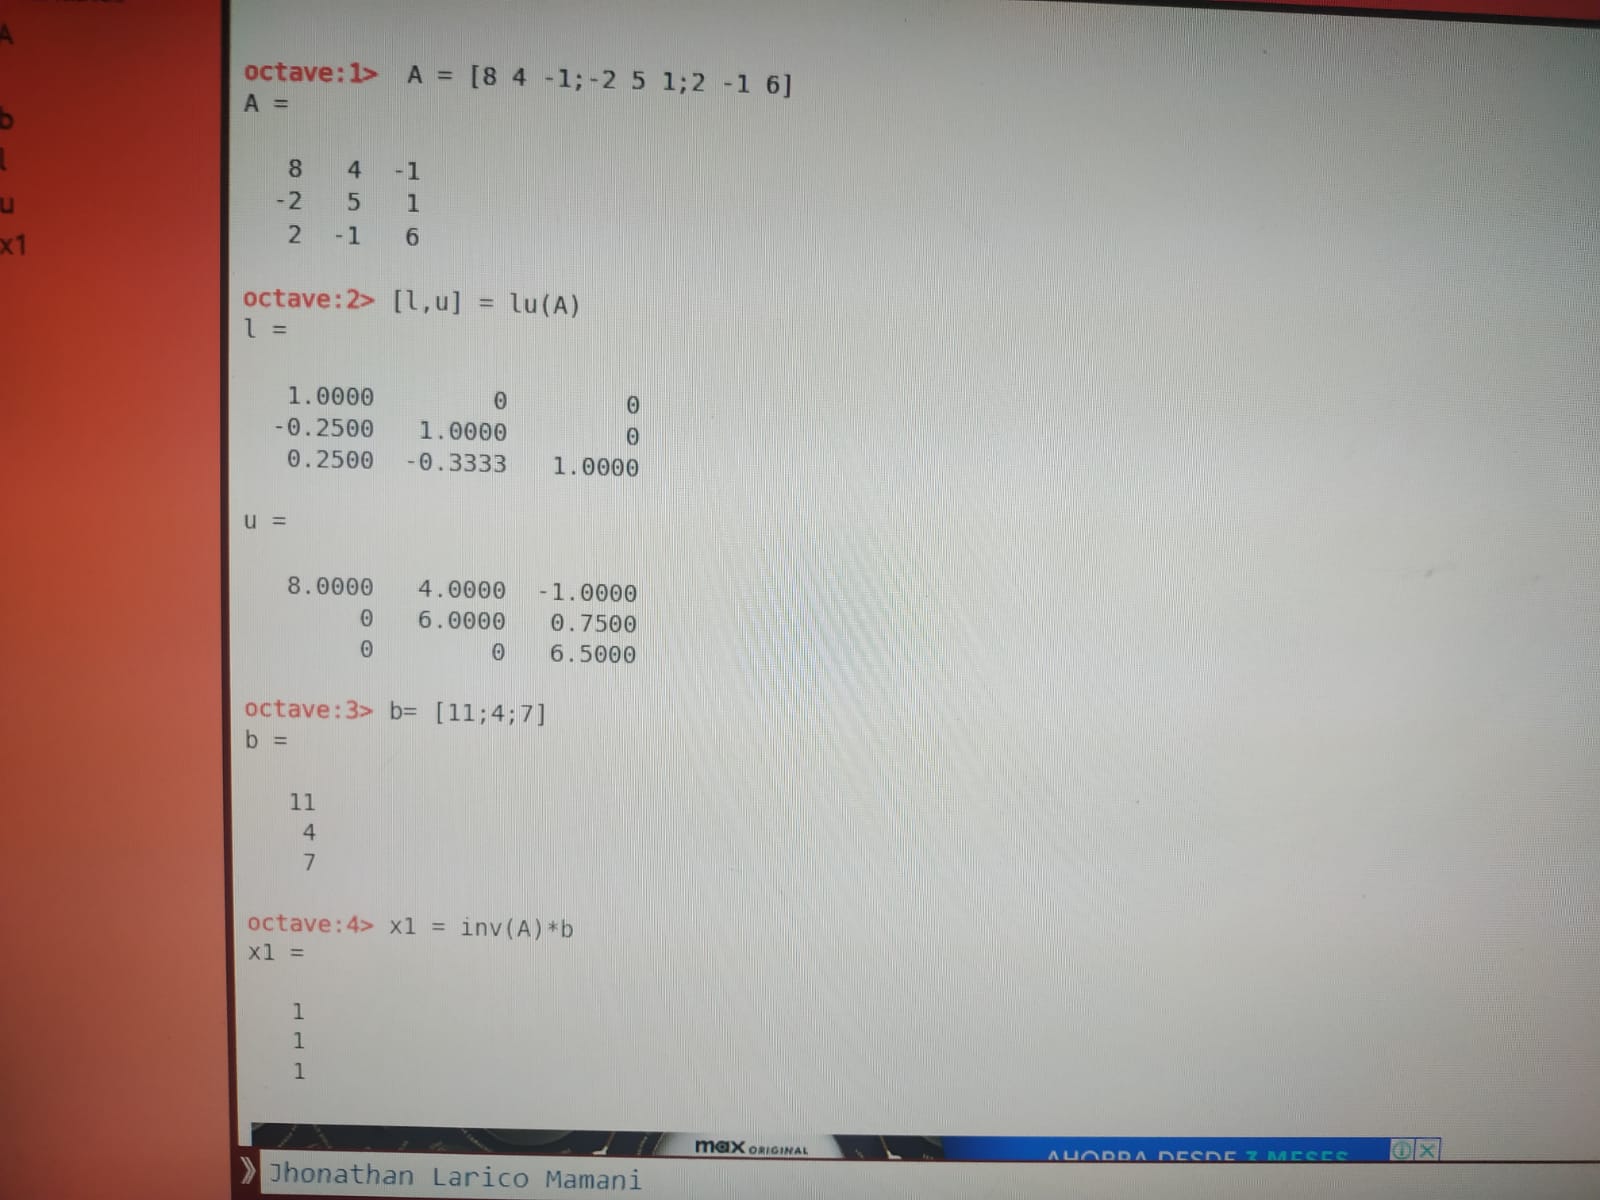 A
b
l
u
x1
octave:1> A = [8 4 -1;-2 5 1;2 -1 6]
A =
8 4 -1
-2 5 1
2 -1 6
octave:2> [l,u] = lu(A)
l =
1.0000 0 0
-0.2500 1.0000 0
0.2500 -0.3333 1.0000
u =
8.0000 4.0000 -1.0000
0 6.0000 0.7500
0 0 6.5000
octave:3> b= [11;4;7]
b =
11
4
7
octave:4> x1 = inv(A)*b
x1 =
1
1
1
max ORIGINAL
AHORRA DESDE 3 MESES
» Jhonathan Larico Mamani